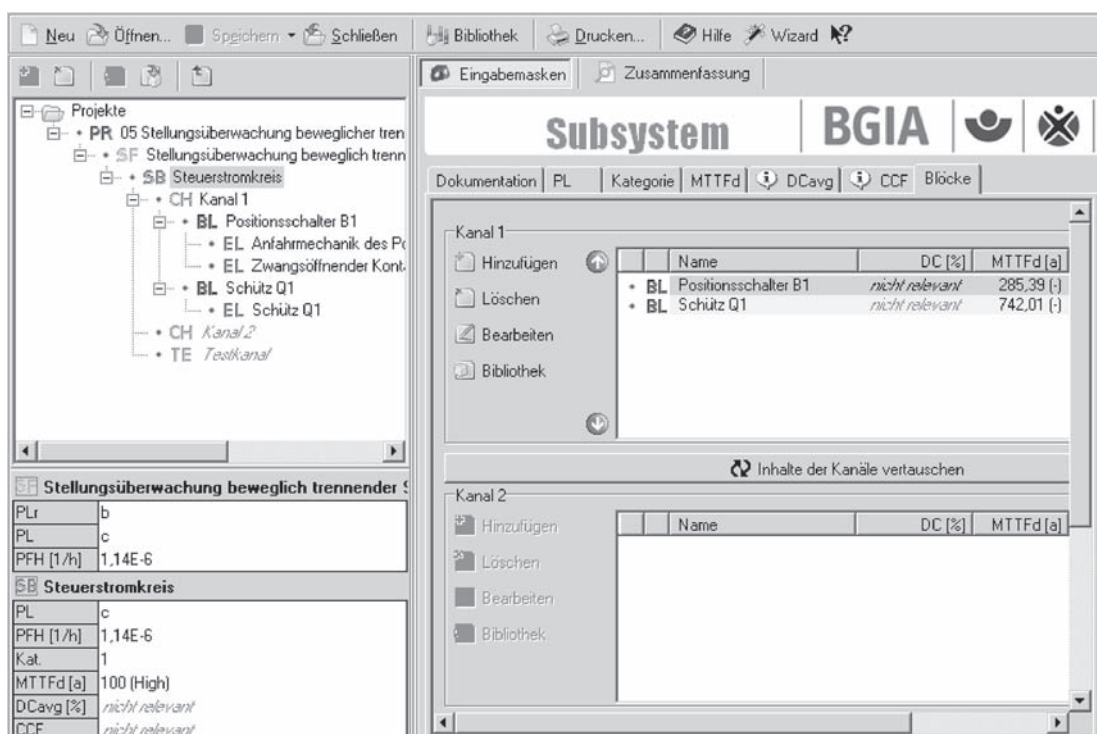 Neu Öffnen... Speichern Schließen Bibliothek Drucken... Hilfe Wizard
Projekte
PR 05 Stellungsüberwachung beweglicher tren
SF Stellungsüberwachung beweglich trenn
SB Steuerstromkreis
CH Kanal 1
BL Positionsschalter B1
EL Anfahrmechanik des Po
EL Zwangsöffnender Kont
BL Schütz Q1
EL Schütz Q1
CH Kanal 2
TE Testkanal
SF Stellungsüberwachung beweglich trennender S
PLr b
PL c
PFH [1/h] 1,14E-6
SB Steuerstromkreis
PL c
PFH [1/h] 1,14E-6
Kat. 1
MTTFd [a] 100 (High)
DCavg [%] nicht relevant
CCF nicht relevant
Eingabemasken Zusammenfassung
Subsystem BGIA
Dokumentation PL Kategorie MTTFd DCavg CCF Blöcke
Kanal 1
Hinzufügen
Löschen
Bearbeiten
Bibliothek
Name DC [%] MTTFd [a]
BL Positionsschalter B1 nicht relevant 285,39 (-)
BL Schütz Q1 nicht relevant 742,01 (-)
Inhalte der Kanäle vertauschen
Kanal 2
Hinzufügen
Löschen
Bearbeiten
Bibliothek
Name DC [%] MTTFd [a]